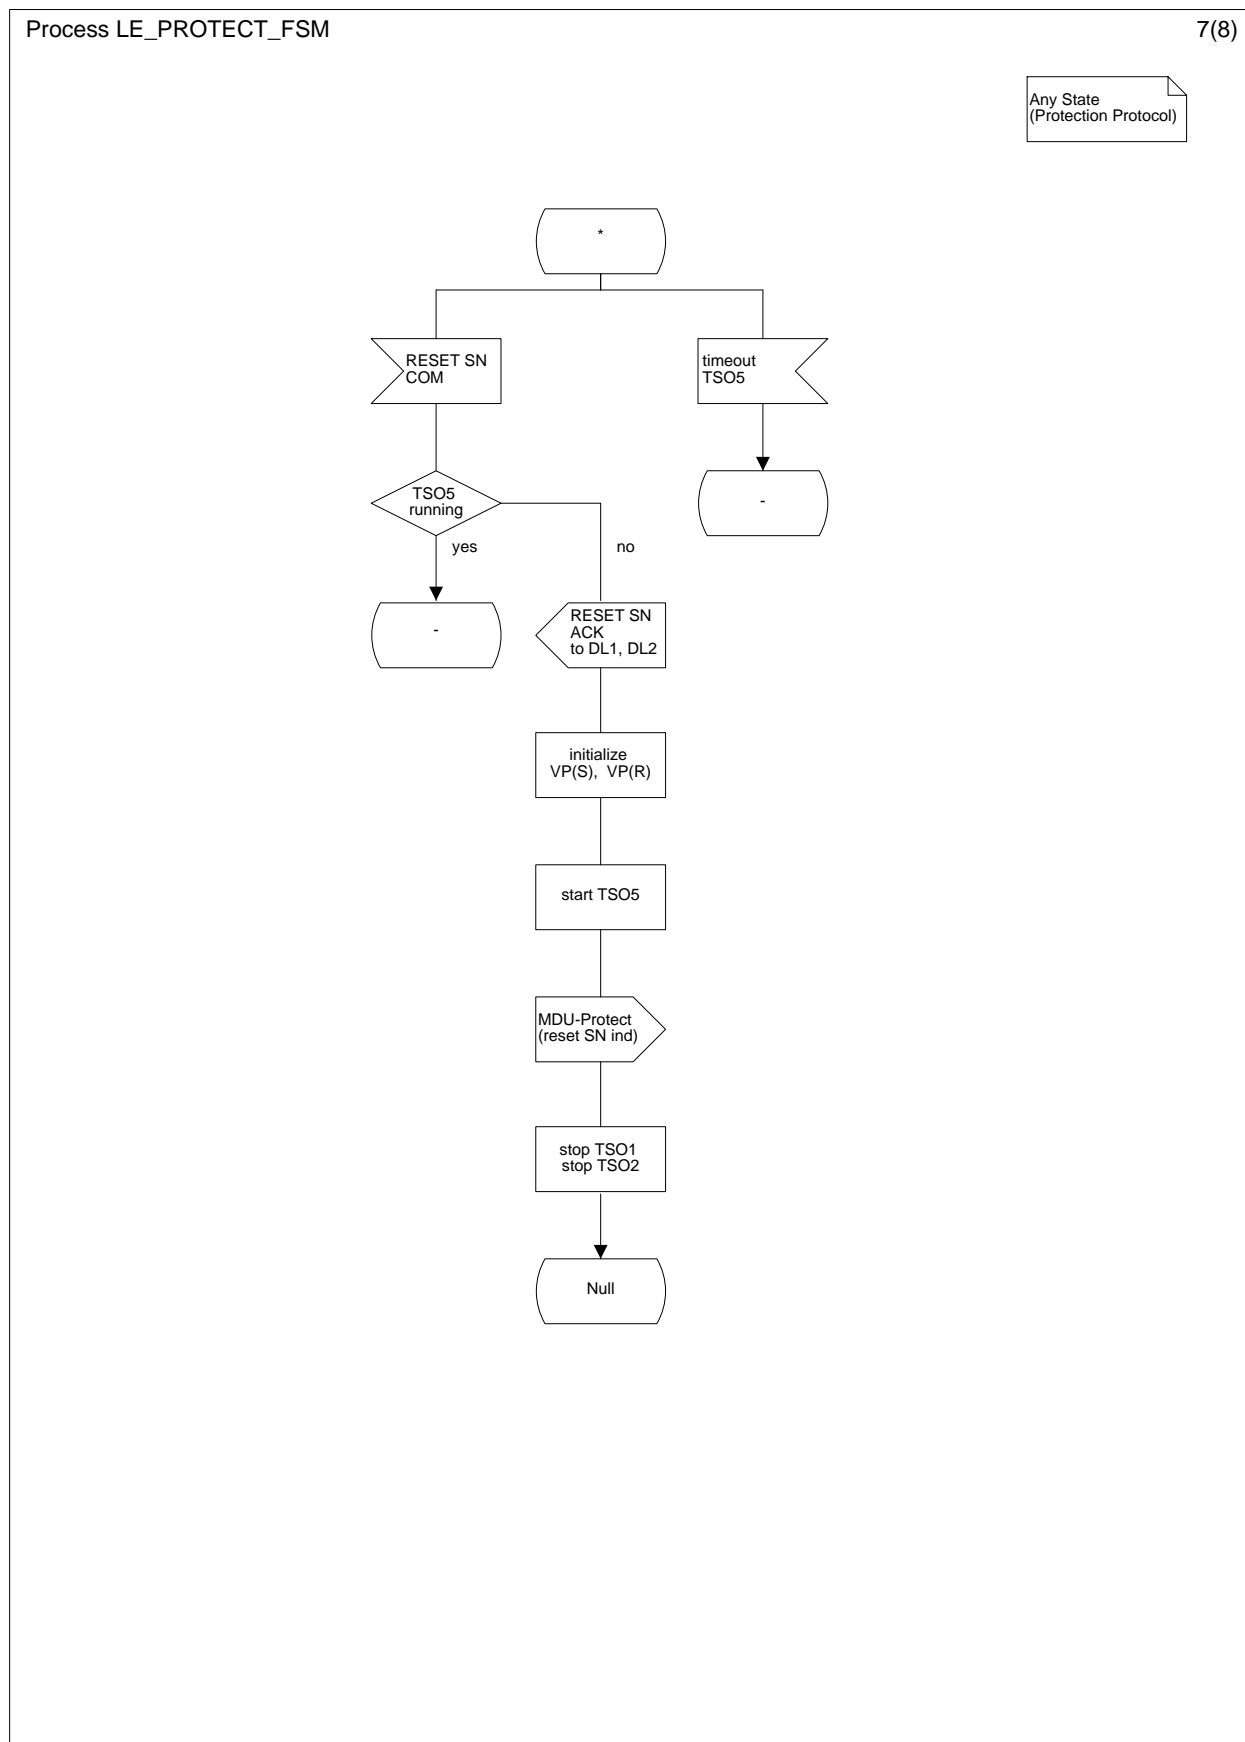 Process LE_PROTECT_FSM
7(8)
Any State
(Protection Protocol)
*
RESET SN
COM
timeout
TSO5
TSO5
running
-
yes
no
-
RESET SN
ACK
to DL1, DL2
initialize
VP(S), VP(R)
start TSO5
MDU-Protect
(reset SN ind)
stop TSO1
stop TSO2
Null